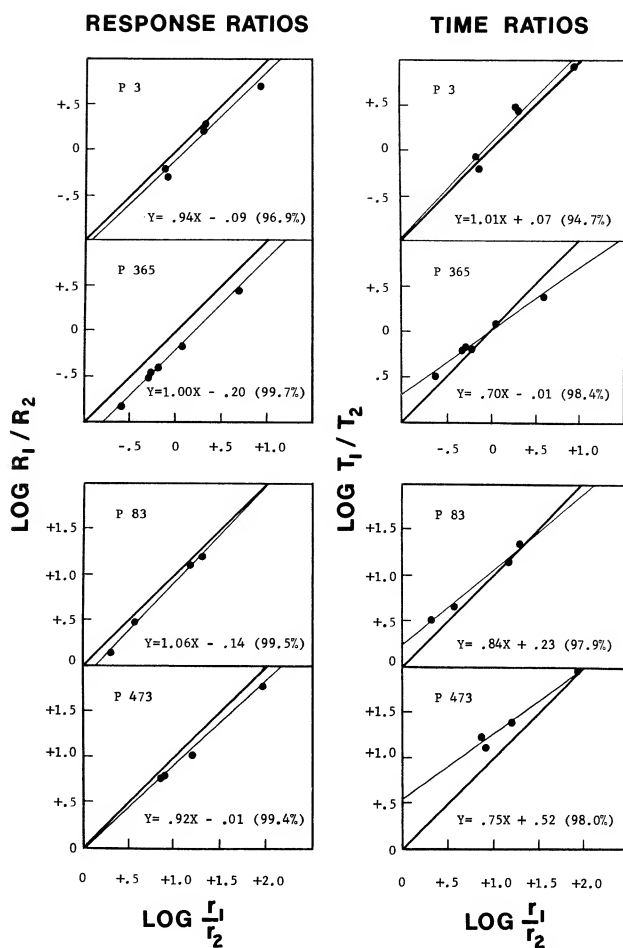 RESPONSE RATIOS
TIME RATIOS
P 3
+.5
0
-.5
Y= .94X - .09 (96.9%)
P 365
+.5
0
-.5
Y=1.00X - .20 (99.7%)
-.5 0 +.5 +1.0
P 3
+.5
0
-.5
Y=1.01X + .07 (94.7%)
P 365
+.5
0
.5
Y= .70X - .01 (98.4%)
-.5 0 +.5 +1.0
LOG R1/R2
LOG T1/T2
P 83
+1.5
+1.0
+.5
0
Y=1.06X - .14 (99.5%)
P 473
+1.5
+1.0
+.5
0
Y= .92X - .01 (99.4%)
0 +.5 +1.0 +1.5 +2.0
LOG r1/r2
P 83
+1.5
+1.0
+.5
0
Y= .84X + .23 (97.9%)
P 473
+1.5
+1.0
+.5
0
Y= .75X + .52 (98.0%)
0 +.5 +1.0 +1.5 +2.0
LOG r1/r2